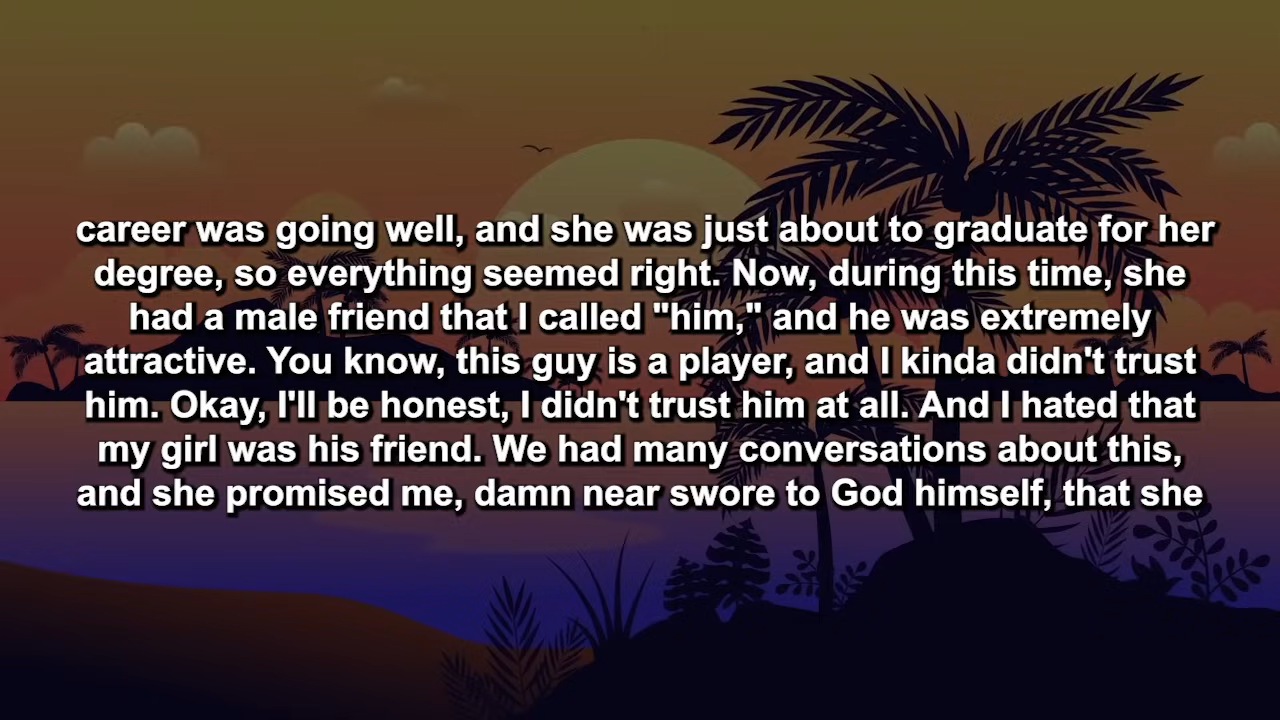 career was going well, and she was just about to graduate for her
degree, so everything seemed right. Now, during this time, she
had a male friend that I called "him," and he was extremely
attractive. You know, this guy is a player, and I kinda didn't trust
him. Okay, I'll be honest, I didn't trust him at all. And I hated that
my girl was his friend. We had many conversations about this,
and she promised me, damn near swore to God himself, that she